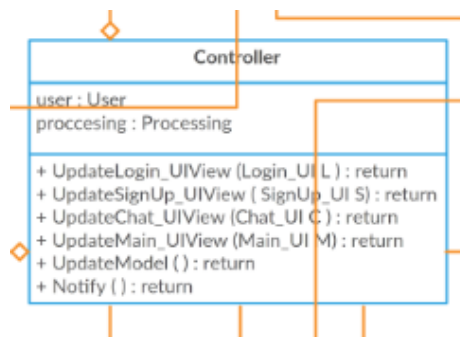 Controller
user : User
proccesing : Processing
+ UpdateLogin_UIView (Login_UI L ) : return
+ UpdateSignUp_UIView ( SignUp_UI S) : return
+ UpdateChat_UIView (Chat_UI C ) : return
+ UpdateMain_UIView (Main_UI M) : return
+ UpdateModel ( ) : return
+ Notify ( ) : return